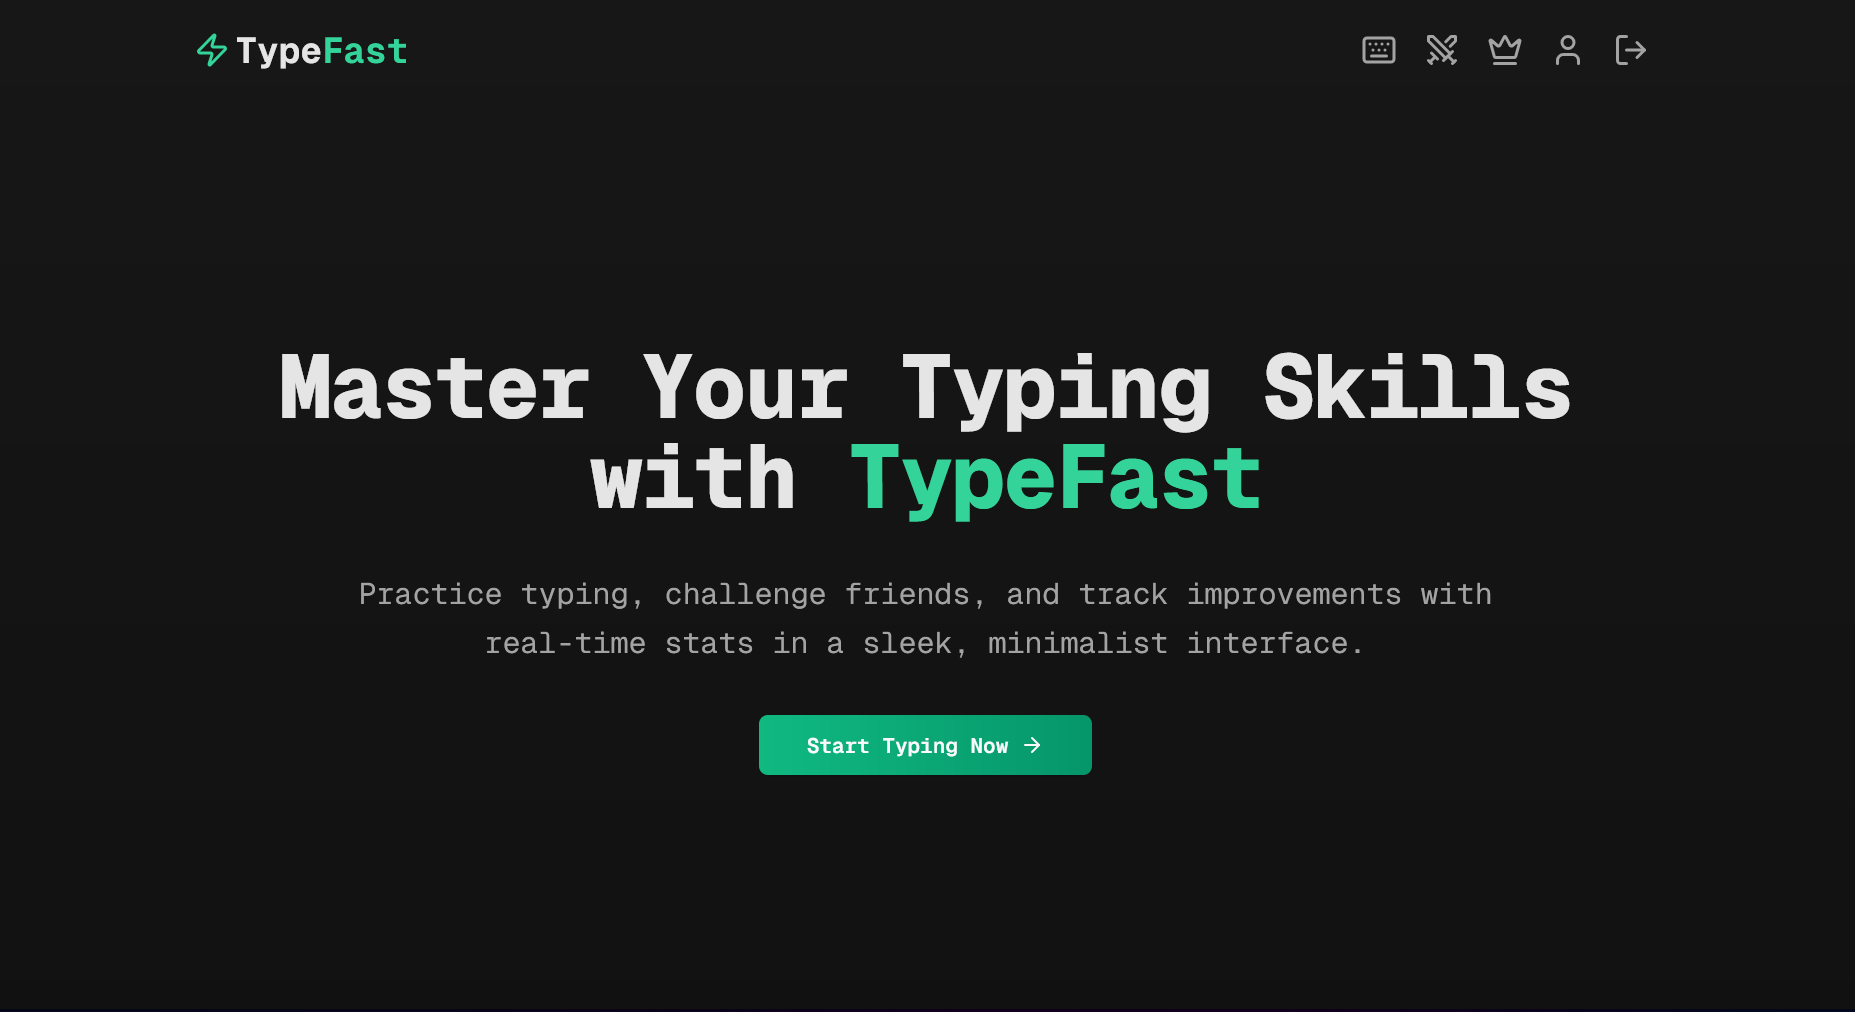 TypeFast
Master Your Typing Skills
with TypeFast
Practice typing, challenge friends, and track improvements with
real-time stats in a sleek, minimalist interface.
Start Typing Now →